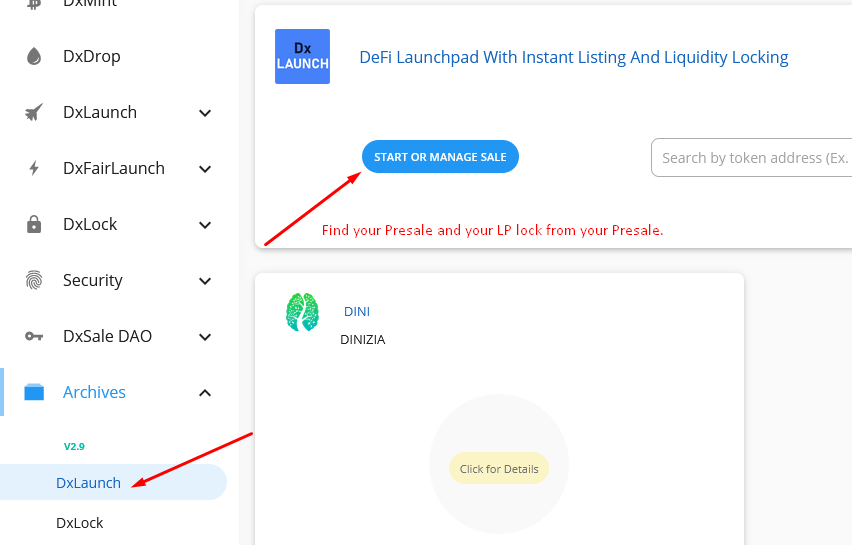 DxMint
DxDrop
DxLaunch
DxFairLaunch
DxLock
Security
DxSale DAO
Archives
V2.9
DxLaunch
DxLock
Dx
LAUNCH
DeFi Launchpad With Instant Listing And Liquidity Locking
START OR MANAGE SALE
Search by token address (Ex.
Find your Presale and your LP lock from your Presale.
DINI
DINIZIA
Click for Details